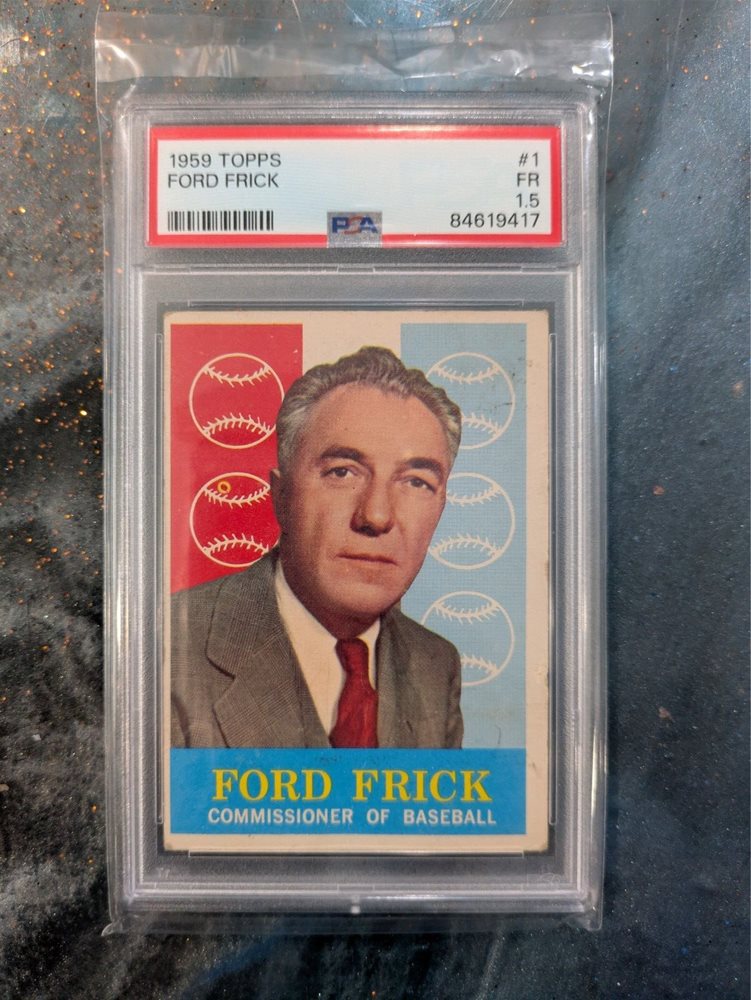 1959 TOPPS #1
FORD FRICK FR
1.5
PSA 84619417
FORD FRICK
COMMISSIONER OF BASEBALL